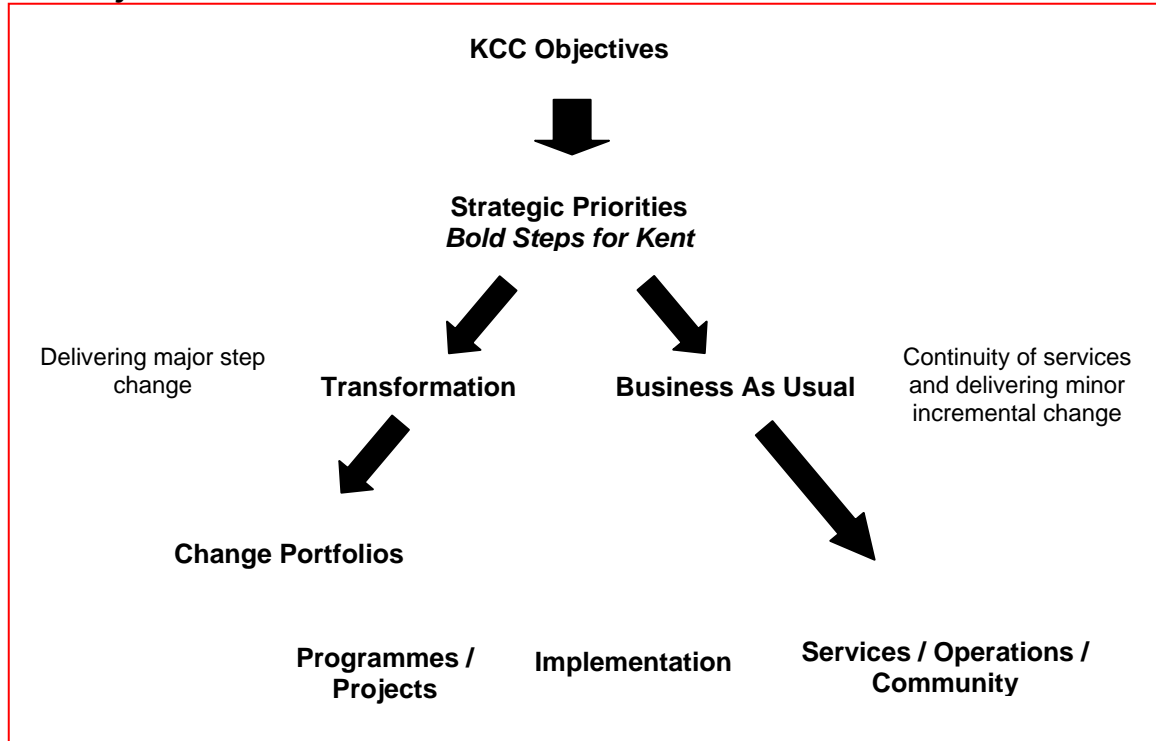 KCC Objectives
Strategic Priorities
Bold Steps for Kent
Delivering major step
change
Transformation
Business As Usual
Continuity of services
and delivering minor
incremental change
Change Portfolios
Programmes /
Projects
Implementation
Services / Operations /
Community